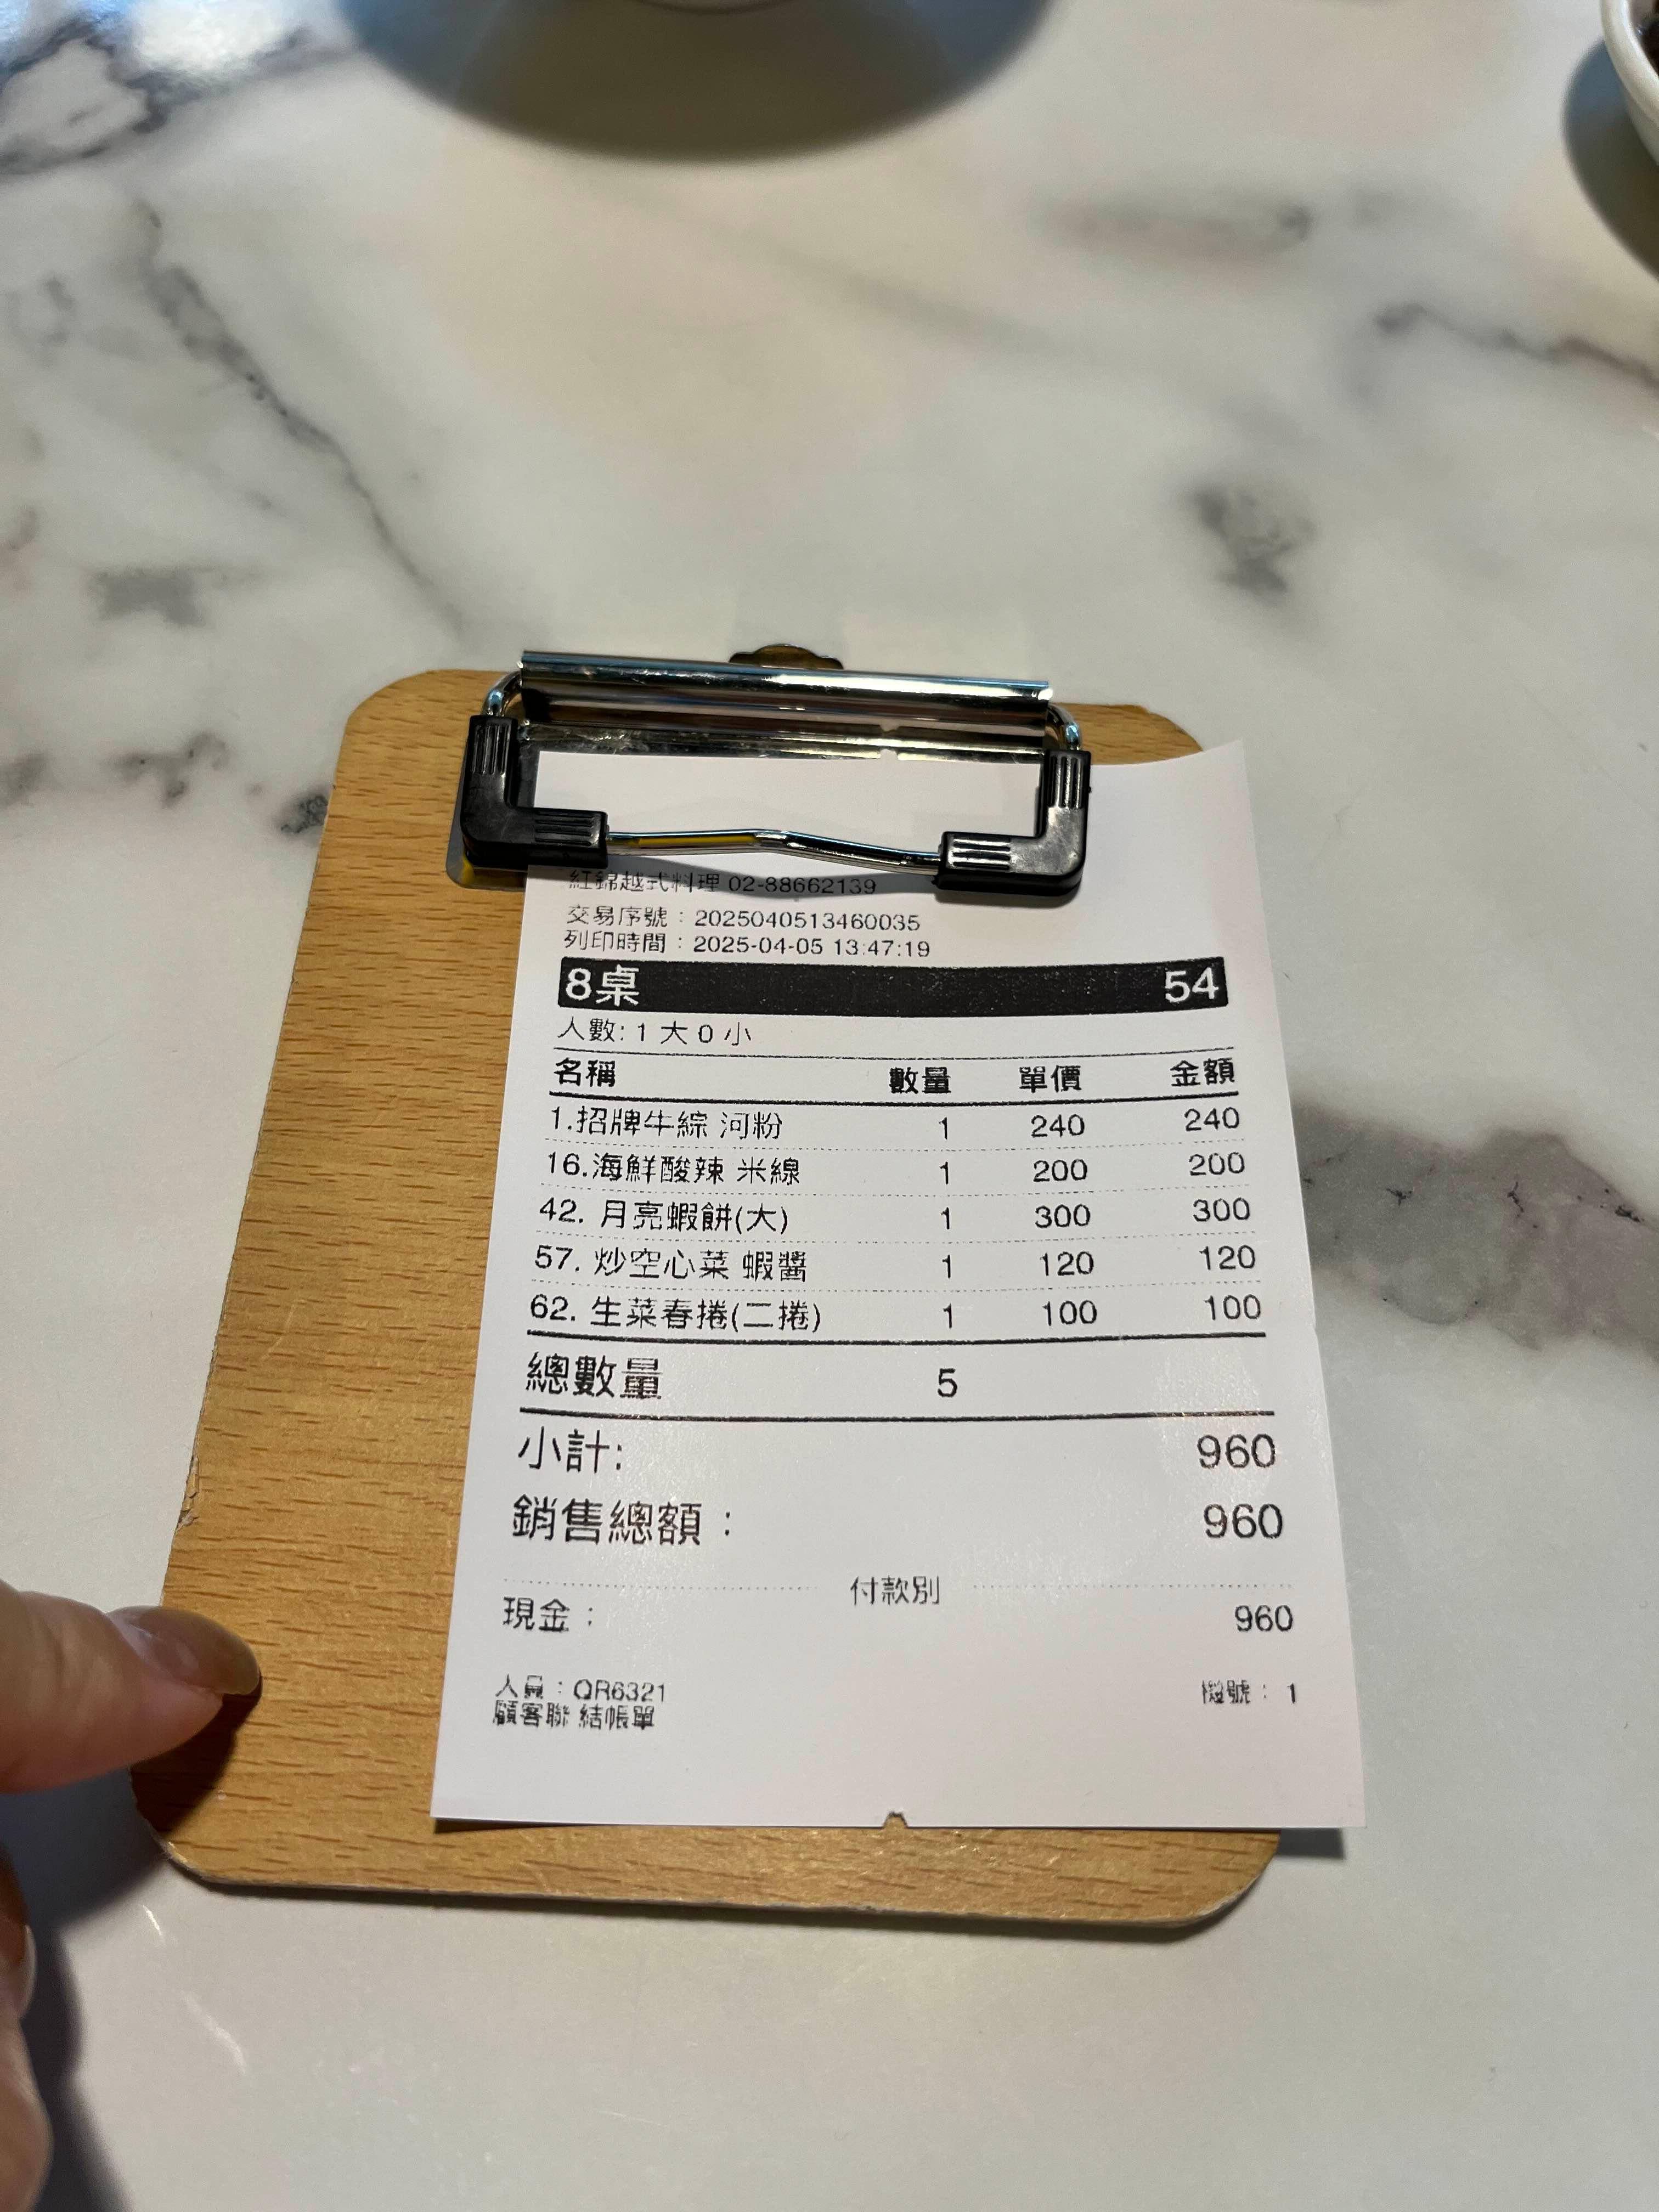 紅錦越式料理 02-88662139
交易序號：2025040513460035
列印時間：2025-04-05 13:47:19
8桌 54
人數: 1 大 0 小
名稱 數量 單價 金額
1.招牌牛綜 河粉 1 240 240
16.海鮮酸辣 米線 1 200 200
42. 月亮蝦餅(大) 1 300 300
57. 炒空心菜 蝦醬 1 120 120
62. 生菜春捲(二捲) 1 100 100
總數量 5
小計: 960
銷售總額： 960
付款別
現金： 960
人員：QR6321 機號： 1
顧客聯 結帳單